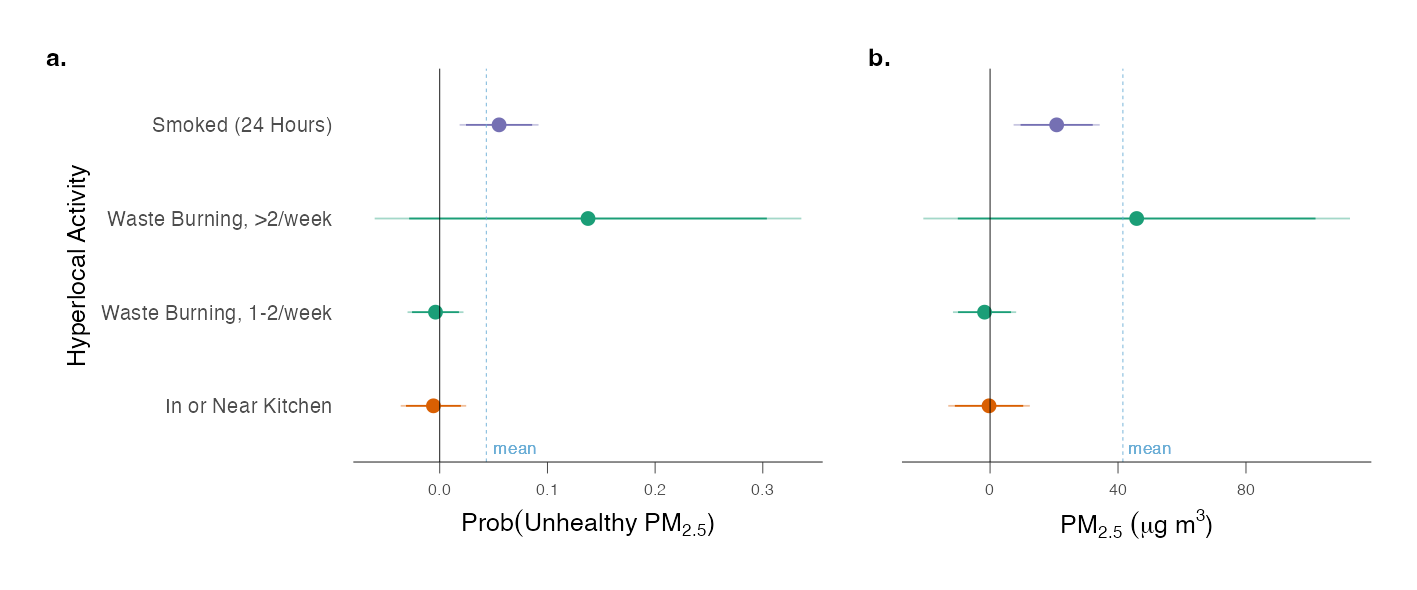 a.
b.
Hyperlocal Activity
Smoked (24 Hours)
Waste Burning, >2/week
Waste Burning, 1-2/week
In or Near Kitchen
mean
mean
0.0 0.1 0.2 0.3
0 40 80
Prob(Unhealthy PM2.5)
PM2.5 (μg m3)